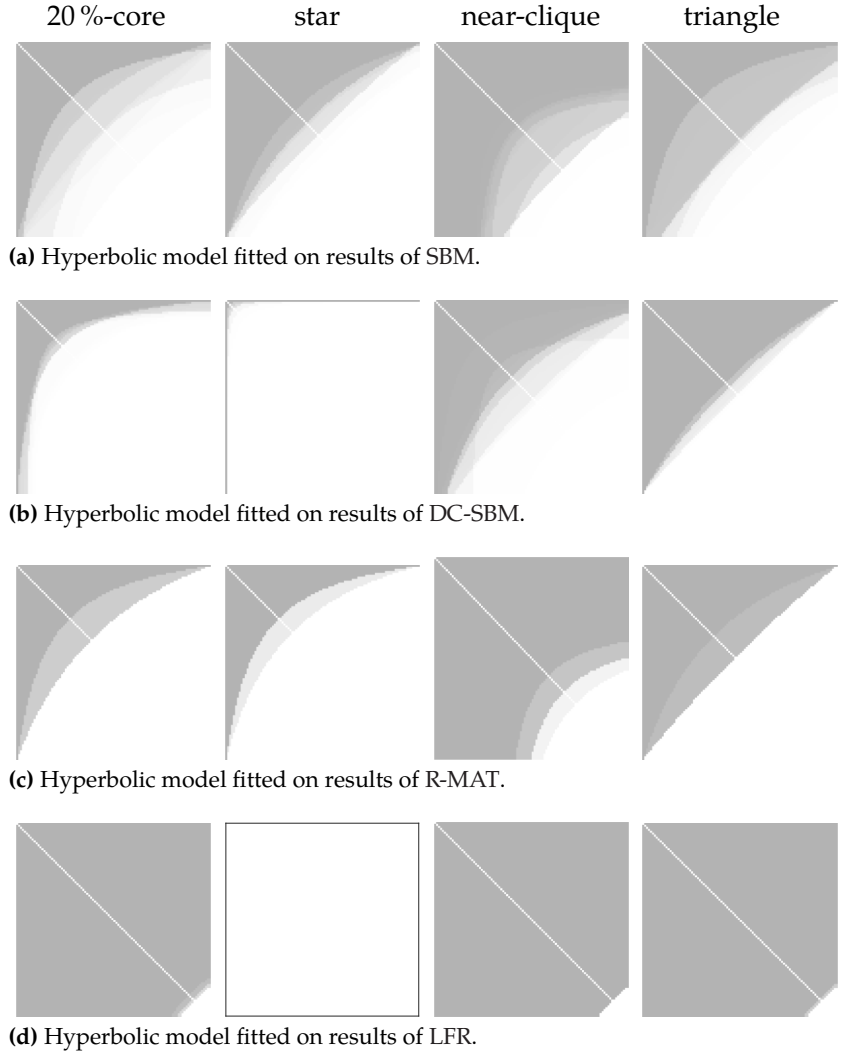 20 %-core star near-clique triangle
(a) Hyperbolic model fitted on results of SBM.
(b) Hyperbolic model fitted on results of DC-SBM.
(c) Hyperbolic model fitted on results of R-MAT.
(d) Hyperbolic model fitted on results of LFR.